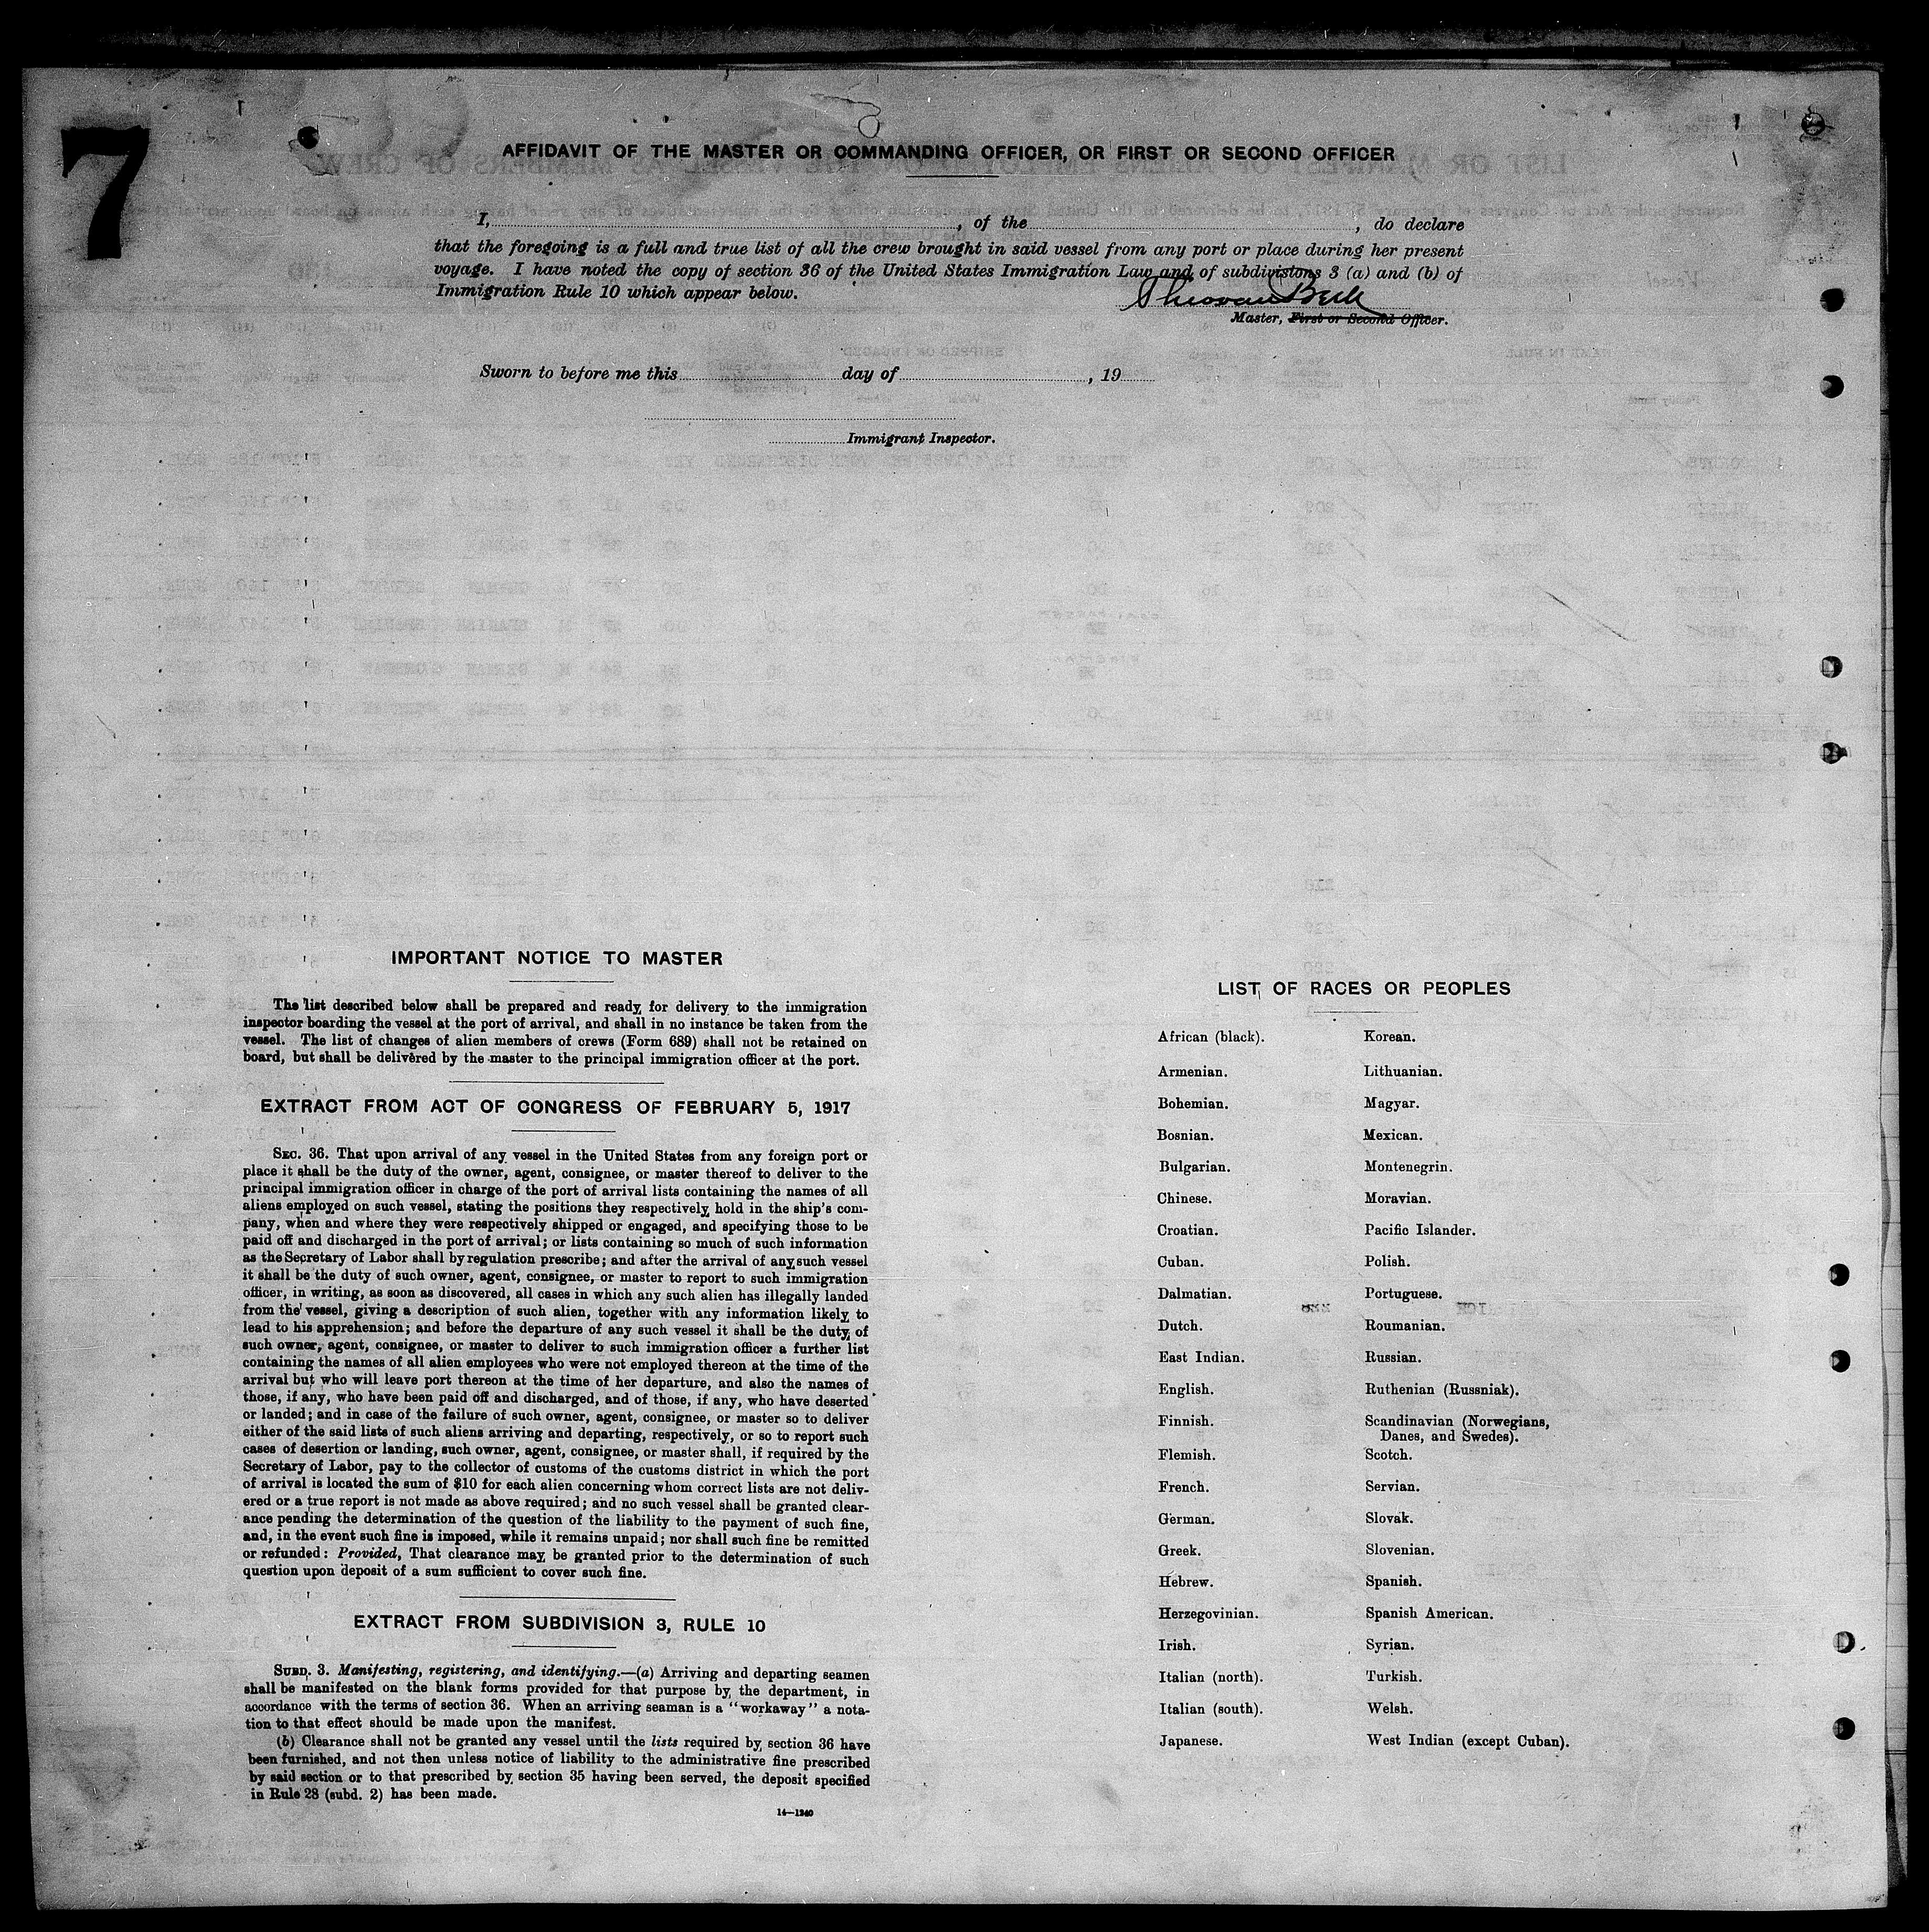 7
AFFIDAVIT OF THE MASTER OR COMMANDING OFFICER, OR FIRST OR SECOND OFFICER
I, , of the , do declare
that the foregoing is a full and true list of all the crew brought in said vessel from any port or place during her present
voyage. I have noted the copy of section 36 of the United States Immigration Law and of subdivisions 3 (a) and (b) of
Immigration Rule 10 which appear below.
Master, First or Second Officer.
Sworn to before me this day of , 19
Immigrant Inspector.
IMPORTANT NOTICE TO MASTER
The list described below shall be prepared and ready for delivery to the immigration
inspector boarding the vessel at the port of arrival, and shall in no instance be taken from the
vessel. The list of changes of alien members of crews (Form 689) shall not be retained on
board, but shall be delivered by the master to the principal immigration officer at the port.
EXTRACT FROM ACT OF CONGRESS OF FEBRUARY 5, 1917
SEC. 36. That upon arrival of any vessel in the United States from any foreign port or
place it shall be the duty of the owner, agent, consignee, or master thereof to deliver to the
principal immigration officer in charge of the port of arrival lists containing the names of all
aliens employed on such vessel, stating the positions they respectively hold in the ship's com-
pany, when and where they were respectively shipped or engaged, and specifying those to be
paid off and discharged in the port of arrival; or lists containing so much of such information
as the Secretary of Labor shall by regulation prescribe; and after the arrival of any such vessel
it shall be the duty of such owner, agent, consignee, or master to report to such immigration
officer, in writing, as soon as discovered, all cases in which any such alien has illegally landed
from the vessel, giving a description of such alien, together with any information likely to
lead to his apprehension; and before the departure of any such vessel it shall be the duty of
such owner, agent, consignee, or master to deliver to such immigration officer a further list
containing the names of all alien employees who were not employed thereon at the time of the
arrival but who will leave port thereon at the time of her departure, and also the names of
those, if any, who have been paid off and discharged, and of those, if any, who have deserted
or landed; and in case of the failure of such owner, agent, consignee, or master so to deliver
either of the said lists of such aliens arriving and departing, respectively, or so to report such
cases of desertion or landing, such owner, agent, consignee, or master shall, if required by the
Secretary of Labor, pay to the collector of customs of the customs district in which the port
of arrival is located the sum of $10 for each alien concerning whom correct lists are not deliv-
ered or a true report is not made as above required; and no such vessel shall be granted clear-
ance pending the determination of the question of the liability to the payment of such fine,
and, in the event such fine is imposed, while it remains unpaid; nor shall such fine be remitted
or refunded: Provided, That clearance may be granted prior to the determination of such
question upon deposit of a sum sufficient to cover such fine.
EXTRACT FROM SUBDIVISION 3, RULE 10
SUBD. 3. Manifesting, registering, and identifying.—(a) Arriving and departing seamen
shall be manifested on the blank forms provided for that purpose by the department, in
accordance with the terms of section 36. When an arriving seaman is a "workaway" a nota-
tion to that effect should be made upon the manifest.
(b) Clearance shall not be granted any vessel until the lists required by section 36 have
been furnished, and not then unless notice of liability to the administrative fine prescribed
by said section or to that prescribed by section 35 having been served, the deposit specified
in Rule 28 (subd. 2) has been made.
14—1240
LIST OF RACES OR PEOPLES
African (black). Korean.
Armenian. Lithuanian.
Bohemian. Magyar.
Bosnian. Mexican.
Bulgarian. Montenegrin.
Chinese. Moravian.
Croatian. Pacific Islander.
Cuban. Polish.
Dalmatian. Portuguese.
Dutch. Roumanian.
East Indian. Russian.
English. Ruthenian (Russniak).
Finnish. Scandinavian (Norwegians,
Danes, and Swedes).
Flemish. Scotch.
French. Servian.
German. Slovak.
Greek. Slovenian.
Hebrew. Spanish.
Herzegovinian. Spanish American.
Irish. Syrian.
Italian (north). Turkish.
Italian (south). Welsh.
Japanese. West Indian (except Cuban).